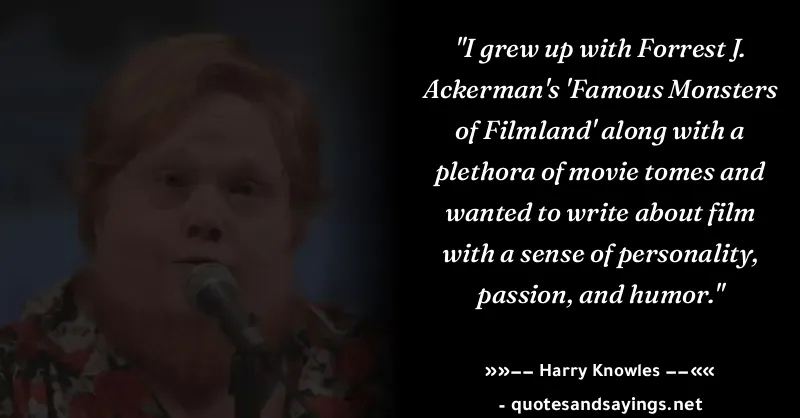 "I grew up with Forrest J.
Ackerman's 'Famous Monsters
of Filmland' along with a
plethora of movie tomes and
wanted to write about film
with a sense of personality,
passion, and humor."
»»–– Harry Knowles ––««
- quotesandsayings.net